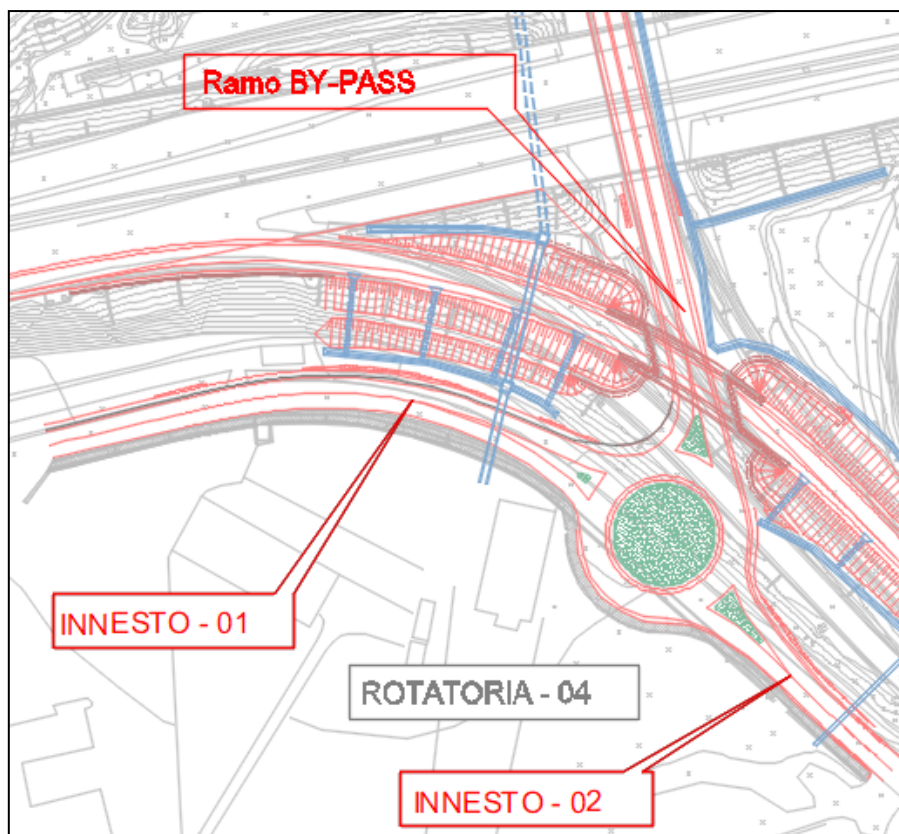 Ramo BY-PASS
INNESTO - 01
ROTATORIA - 04
INNESTO - 02